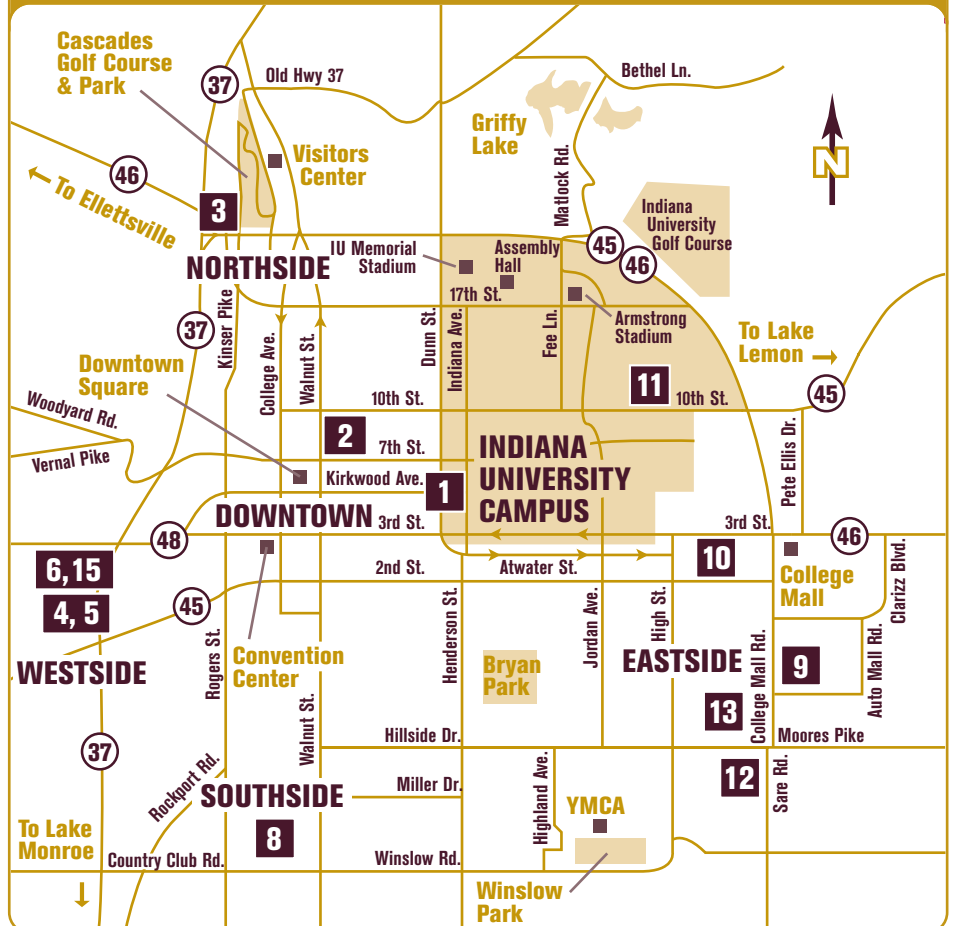 Cascades
Golf Course
& Park
37
Old Hwy 37
Bethel Ln.
Griffy
Lake
Matlock Rd.
N
46
To Ellettsville
Visitors
Center
3
NORTHSIDE
IU Memorial
Stadium
Assembly
Hall
45
46
Indiana
University
Golf Course
17th St.
Armstrong
Stadium
37
Kinser Pike
College Ave.
Walnut St.
Dunn St.
Indiana Ave.
Fee Ln.
To Lake
Lemon
45
Downtown
Square
Woodyard Rd.
Vernal Pike
10th St.
11
10th St.
2
7th St.
Kirkwood Ave.
1
INDIANA
UNIVERSITY
CAMPUS
Pete Ellis Dr.
DOWNTOWN
48
3rd St.
3rd St.
46
6, 15
4, 5
45
2nd St.
Atwater St.
10
College
Mall
Clarizz Blvd.
WESTSIDE
Rogers St.
Convention
Center
Walnut St.
Henderson St.
Bryan
Park
Jordan Ave.
High St.
EASTSIDE
College Mall Rd.
9
Auto Mall Rd.
13
37
Hillside Dr.
Moores Pike
Rockport Rd.
SOUTHSIDE
Miller Dr.
Highland Ave.
12
Sare Rd.
YMCA
8
To Lake
Monroe
Country Club Rd.
Winslow Rd.
Winslow
Park